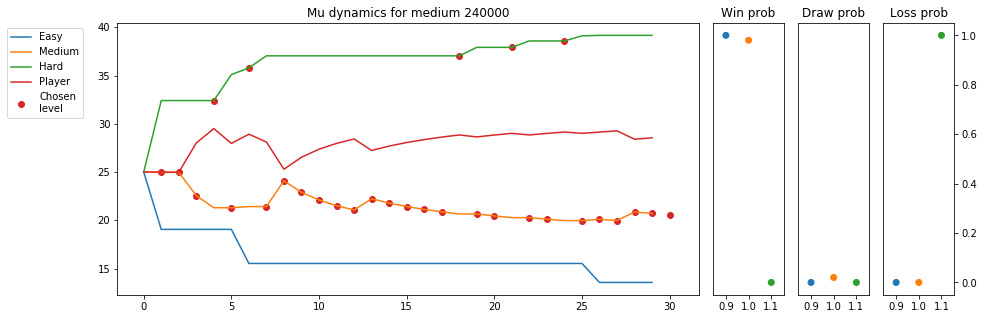 Mu dynamics for medium 240000
Win prob
Draw prob
Loss prob
Easy
Medium
Hard
Player
Chosen
level
40
35
30
25
20
15
0
5
10
15
20
25
30
0.9
1.0
1.1
0.9
1.0
1.1
0.9
1.0
1.1
1.0
0.8
0.6
0.4
0.2
0.0